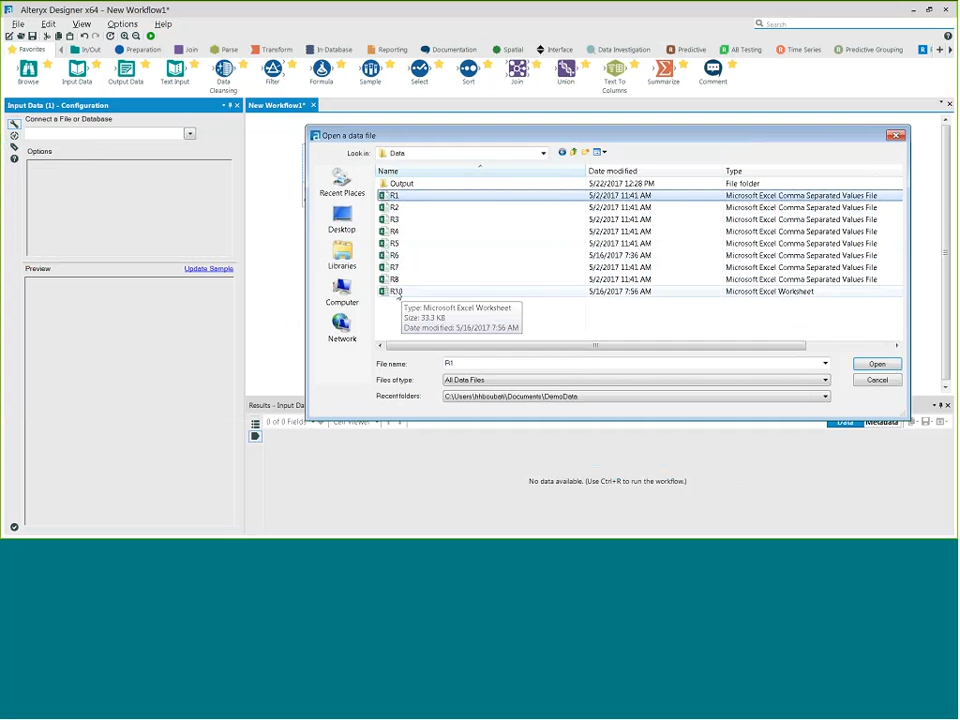 Alteryx Designer x64 - New Workflow1*
File Edit View Options Help
Search
Favorites In/Out Preparation Join Parse Transform In-Database Reporting Documentation Spatial Interface Data Investigation Predictive AB Testing Time Series Predictive Grouping
Browse Input Data Output Data Text Input Data Cleansing Filter Formula Sample Select Sort Join Union Text To Columns Summarize Comment
Input Data (1) - Configuration
New Workflow1*
Connect a File or Database
Options
Preview
Update Sample
Open a data file
Look in: Data
Name Date modified Type
Output 5/22/2017 12:28 PM File folder
R1 5/2/2017 11:41 AM Microsoft Excel Comma Separated Values File
R2 5/2/2017 11:41 AM Microsoft Excel Comma Separated Values File
R3 5/2/2017 11:41 AM Microsoft Excel Comma Separated Values File
R4 5/2/2017 11:41 AM Microsoft Excel Comma Separated Values File
R5 5/2/2017 11:41 AM Microsoft Excel Comma Separated Values File
R6 5/16/2017 7:36 AM Microsoft Excel Comma Separated Values File
R7 5/2/2017 11:41 AM Microsoft Excel Comma Separated Values File
R8 5/2/2017 11:41 AM Microsoft Excel Comma Separated Values File
R10 5/16/2017 7:56 AM Microsoft Excel Worksheet
Type: Microsoft Excel Worksheet
Size: 33.3 KB
Date modified: 5/16/2017 7:56 AM
Recent Places
Desktop
Libraries
Computer
Network
File name: R1 Open
Files of type: All Data Files Cancel
Recent folders: C:\Users\hhboubati\Documents\DemoData
Results - Input Da
0 of 0 Fields Cell Viewer Data Metadata
No data available. (Use Ctrl+R to run the workflow.)